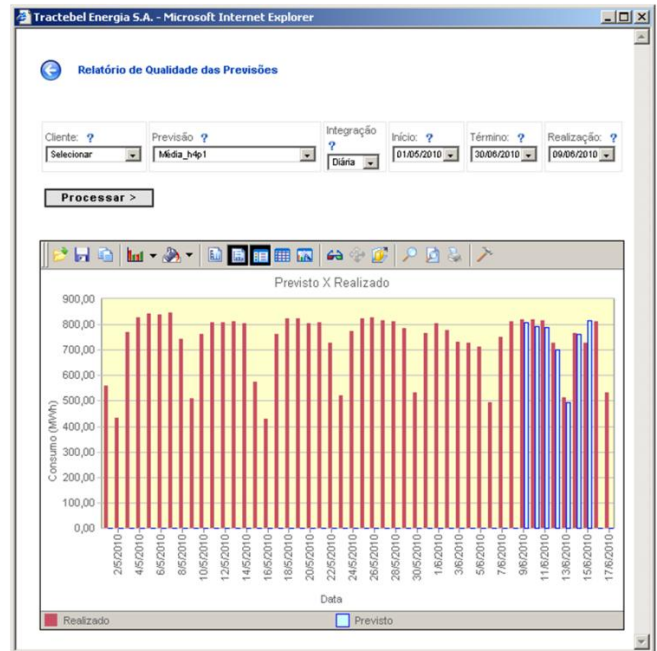 Tractebel Energia S.A. - Microsoft Internet Explorer
Relatório de Qualidade das Previsões
Cliente: ? Previsão ? Integração ? Início: ? Término: ? Realização: ?
Selecionar Média_h4p1 Diária 01/05/2010 30/06/2010 09/06/2010
Processar >
Previsto X Realizado
900,00
800,00
700,00
600,00
500,00
400,00
300,00
200,00
100,00
0,00
Consumo (MWh)
2/5/2010 4/5/2010 6/5/2010 8/5/2010 10/5/2010 12/5/2010 14/5/2010 16/5/2010 18/5/2010 20/5/2010 22/5/2010 24/5/2010 26/5/2010 28/5/2010 30/5/2010 1/6/2010 3/6/2010 5/6/2010 7/6/2010 9/6/2010 11/6/2010 13/6/2010 15/6/2010 17/6/2010
Data
Realizado Previsto